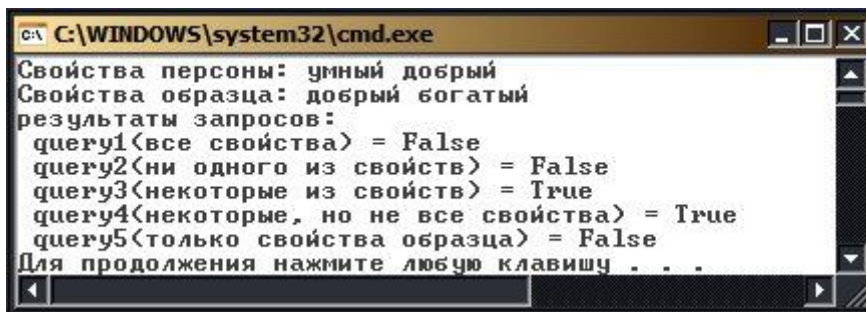 C:\WINDOWS\system32\cmd.exe
Свойства персоны: умный добрый
Свойства образца: добрый богатый
результаты запросов:
query1(все свойства) = False
query2(ни одного из свойств) = False
query3(некоторые из свойств) = True
query4(некоторые, но не все свойства) = True
query5(только свойства образца) = False
Для продолжения нажмите любую клавишу . . .